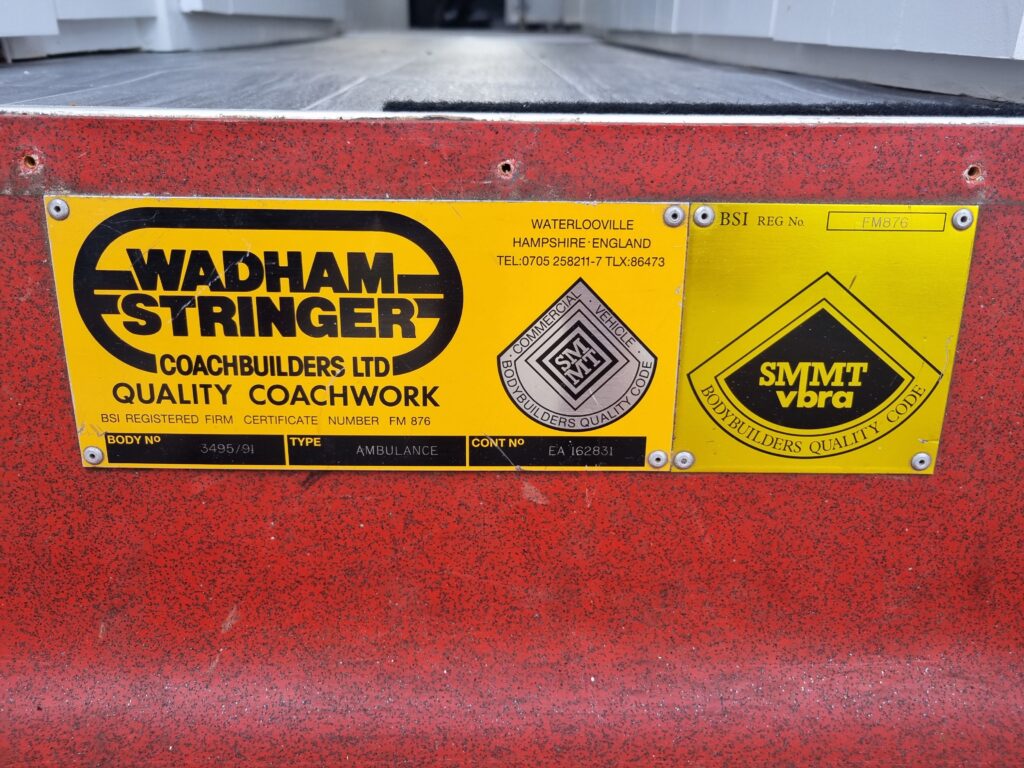 WADHAM
STRINGER
COACHBUILDERS LTD
QUALITY COACHWORK
BSI REGISTERED FIRM CERTIFICATE NUMBER FM 876
WATERLOOVILLE
HAMPSHIRE·ENGLAND
TEL:0705 258211-7 TLX:86473
·COMMERCIAL·VEHICLE·
SM
MT
BODYBUILDERS QUALITY CODE
BODY Nº 3495/91 TYPE AMBULANCE CONT Nº EA 162831
BSI REG No. FM876
SMMT
vbra
BODYBUILDERS QUALITY CODE